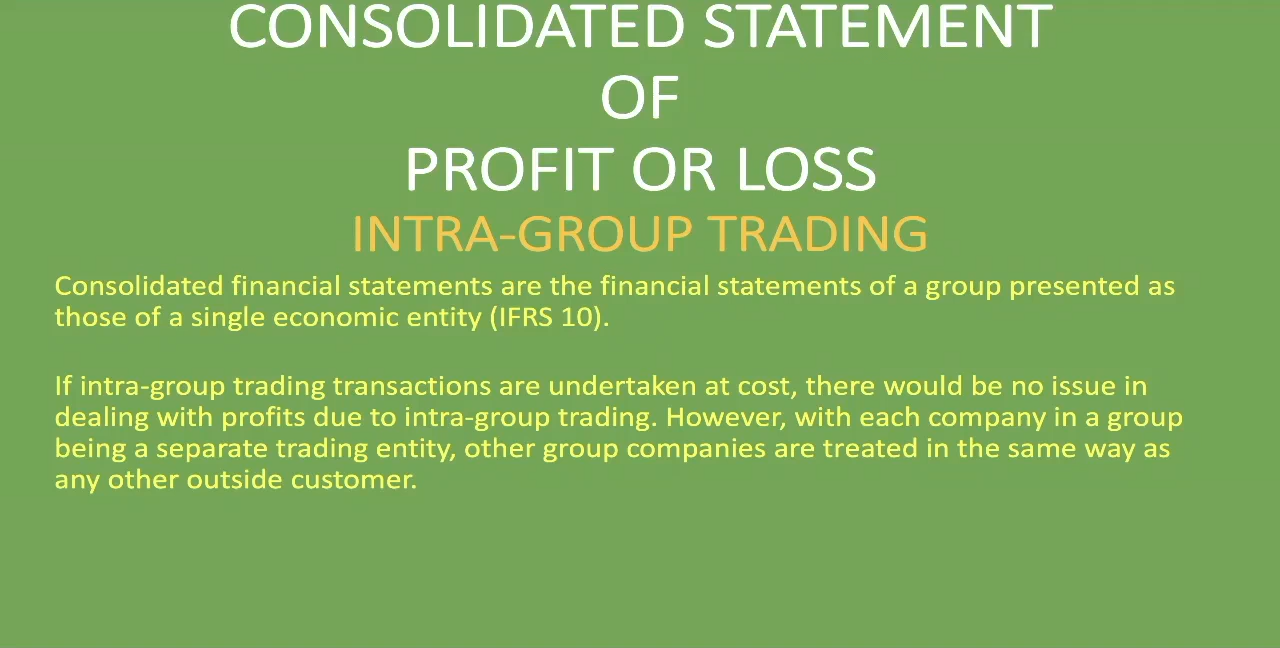 CONSOLIDATED STATEMENT
OF
PROFIT OR LOSS
INTRA-GROUP TRADING
Consolidated financial statements are the financial statements of a group presented as
those of a single economic entity (IFRS 10).
If intra-group trading transactions are undertaken at cost, there would be no issue in
dealing with profits due to intra-group trading. However, with each company in a group
being a separate trading entity, other group companies are treated in the same way as
any other outside customer.